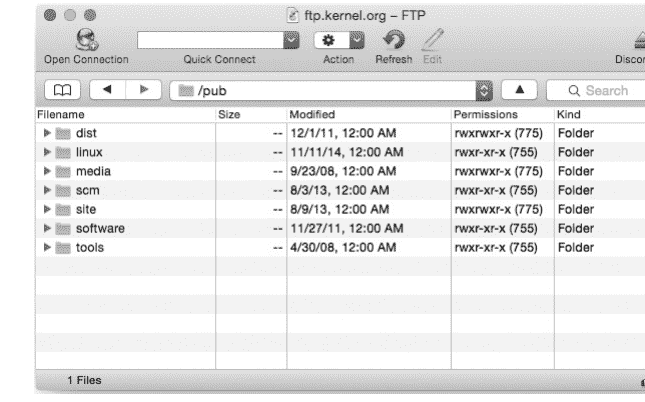 ftp.kernel.org – FTP
Open Connection Quick Connect Action Refresh Edit
/pub Search
Filename Size Modified Permissions Kind
dist -- 12/1/11, 12:00 AM rwxrwxr-x (775) Folder
linux -- 11/11/14, 12:00 AM rwxr-xr-x (755) Folder
media -- 9/23/08, 12:00 AM rwxrwxr-x (775) Folder
scm -- 8/3/13, 12:00 AM rwxr-xr-x (755) Folder
site -- 8/9/13, 12:00 AM rwxrwxr-x (775) Folder
software -- 11/27/11, 12:00 AM rwxr-xr-x (755) Folder
tools -- 4/30/08, 12:00 AM rwxr-xr-x (755) Folder
1 Files